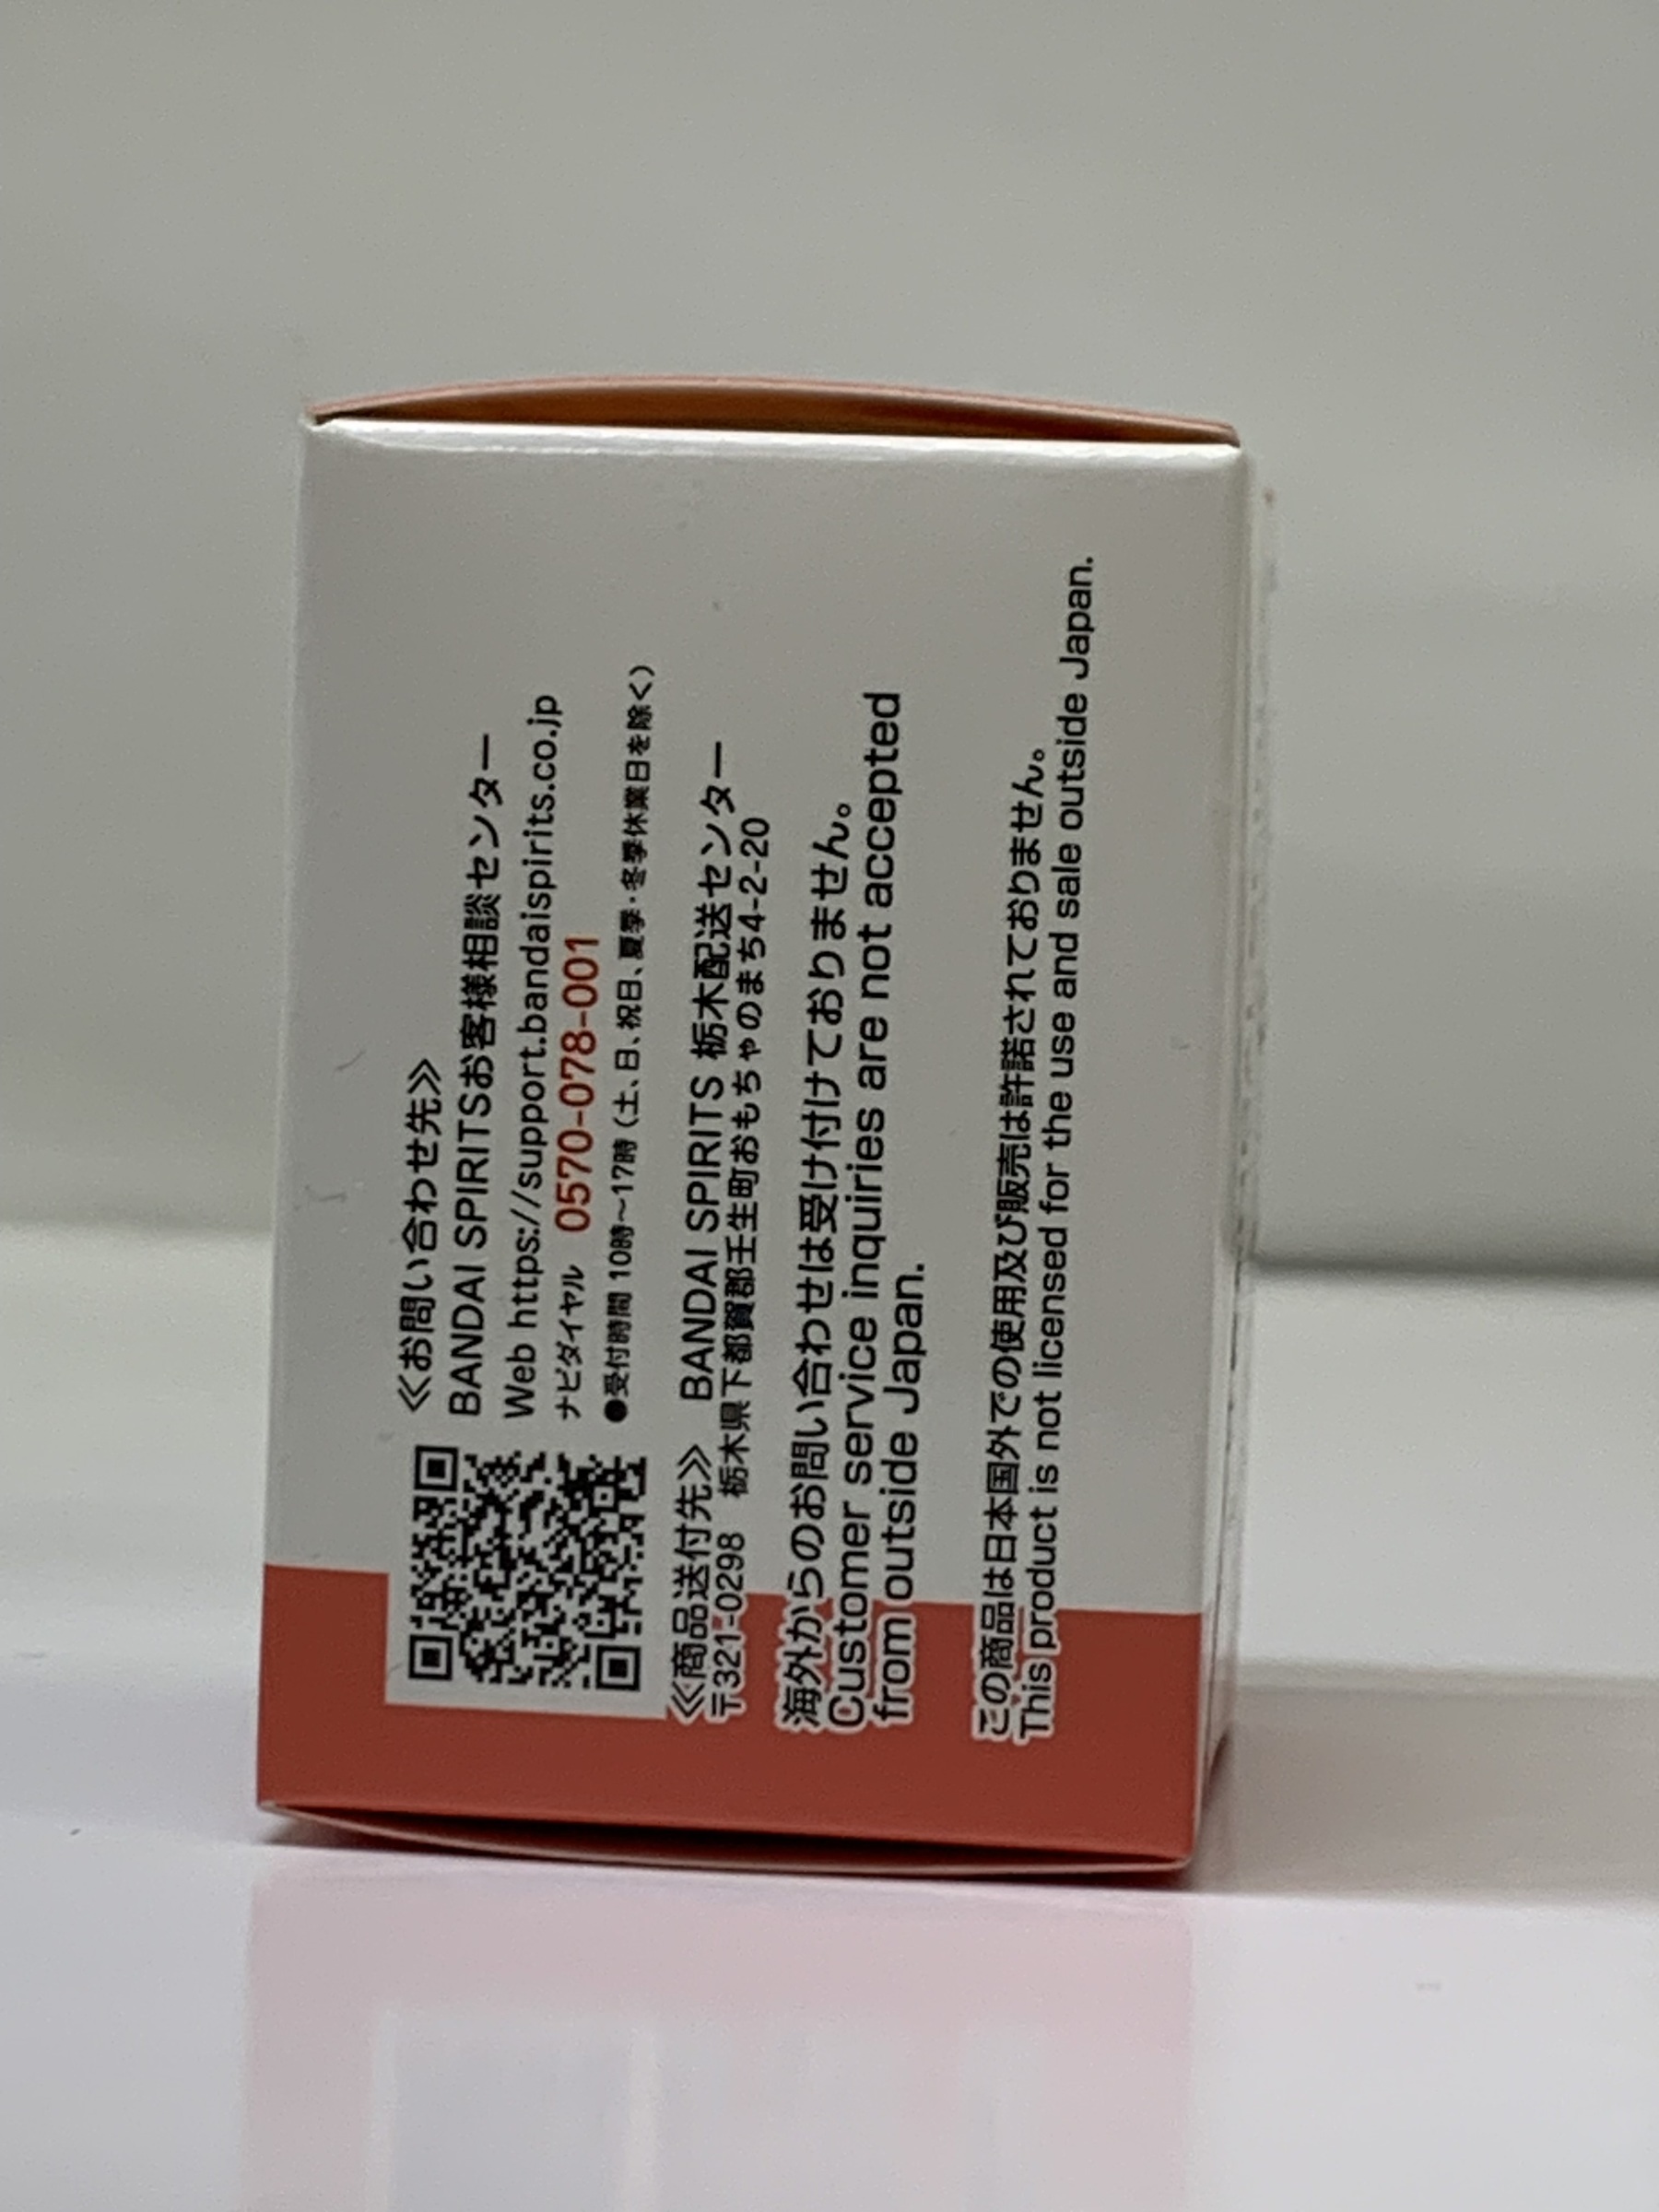 ≪お問い合わせ先≫
BANDAI SPIRITSお客様相談センター
Web https://support.bandaispirits.co.jp
ナビダイヤル 0570-078-001
●受付時間 10時～17時（土、日、祝日、夏季・冬季休業日を除く）
≪商品送付先≫ BANDAI SPIRITS 栃木配送センター
〒321-0298 栃木県下都賀郡壬生町おもちゃのまち4-2-20
海外からのお問い合わせは受け付けておりません。
Customer service inquiries are not accepted
from outside Japan.
この商品は日本国外での使用及び販売は許諾されておりません。
This product is not licensed for the use and sale outside Japan.